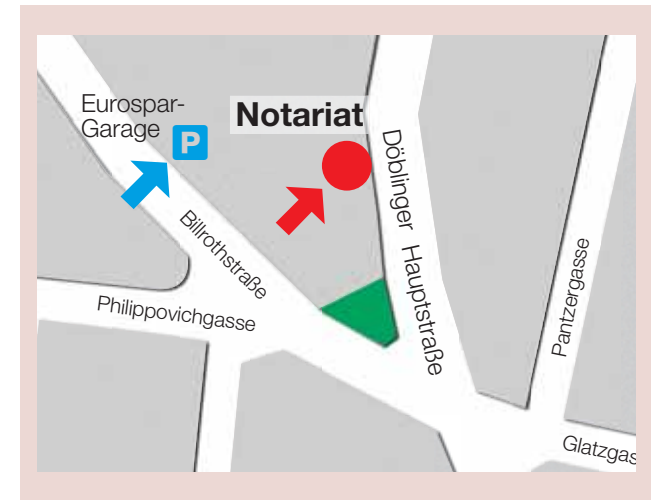 Eurospar-
Garage
P
Notariat
Döblinger Hauptstraße
Billrothstraße
Philippovichgasse
Pantzergasse
Glatzgas